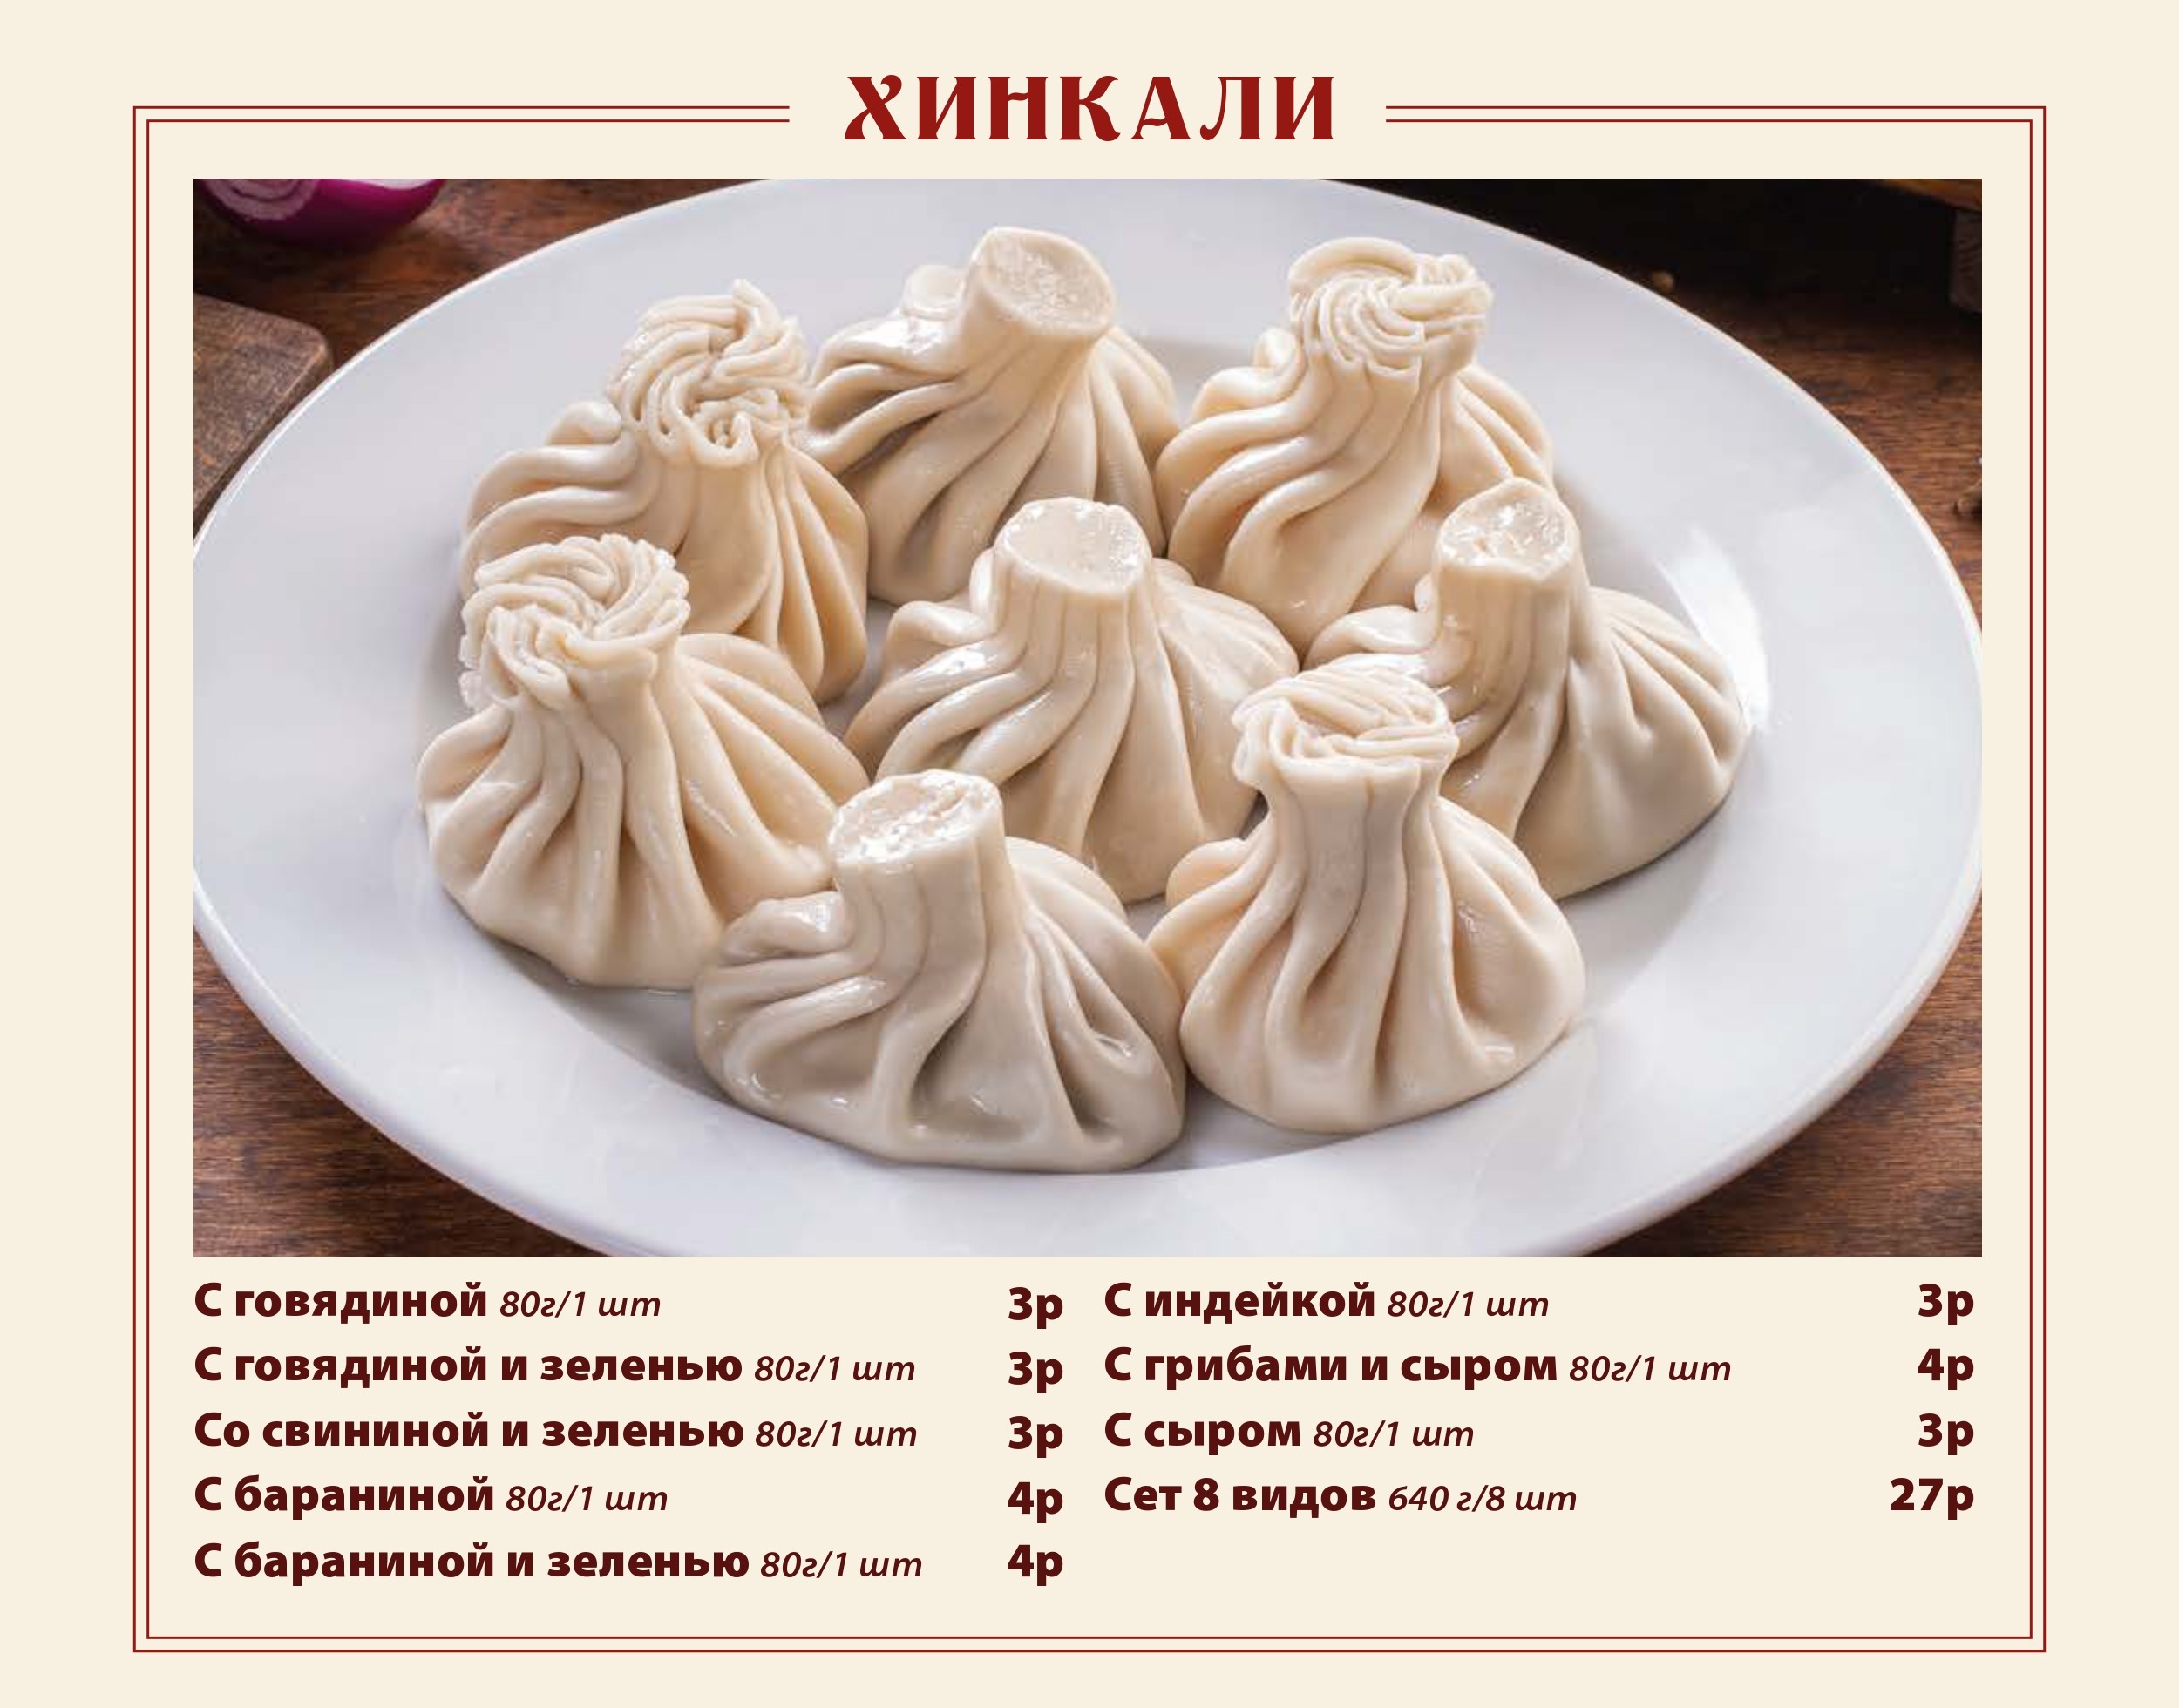 ХИНКАЛИ
С говядиной 80г/1 шт 3р
С говядиной и зеленью 80г/1 шт 3р
Со свининой и зеленью 80г/1 шт 3р
С бараниной 80г/1 шт 4р
С бараниной и зеленью 80г/1 шт 4р
С индейкой 80г/1 шт 3р
С грибами и сыром 80г/1 шт 4р
С сыром 80г/1 шт 3р
Сет 8 видов 640 г/8 шт 27р